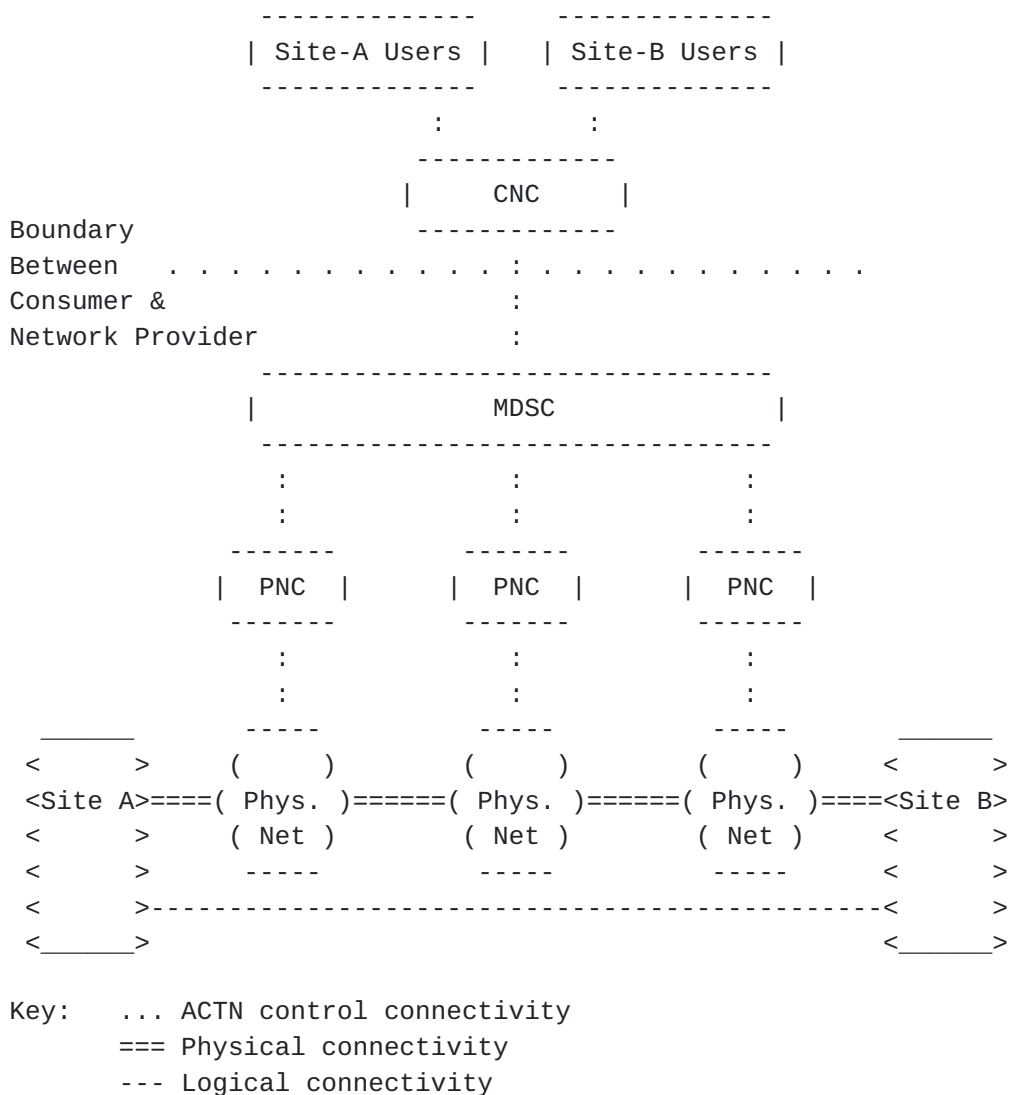 | Site-A Users | | Site-B Users |
| CNC |
Boundary
Between
Consumer &
Network Provider
| MDSC |
| PNC | | PNC | | PNC |
<Site A>====( Phys. )======( Phys. )======( Phys. )====<Site B>
( Net ) ( Net ) ( Net )
Key: ... ACTN control connectivity
=== Physical connectivity
--- Logical connectivity